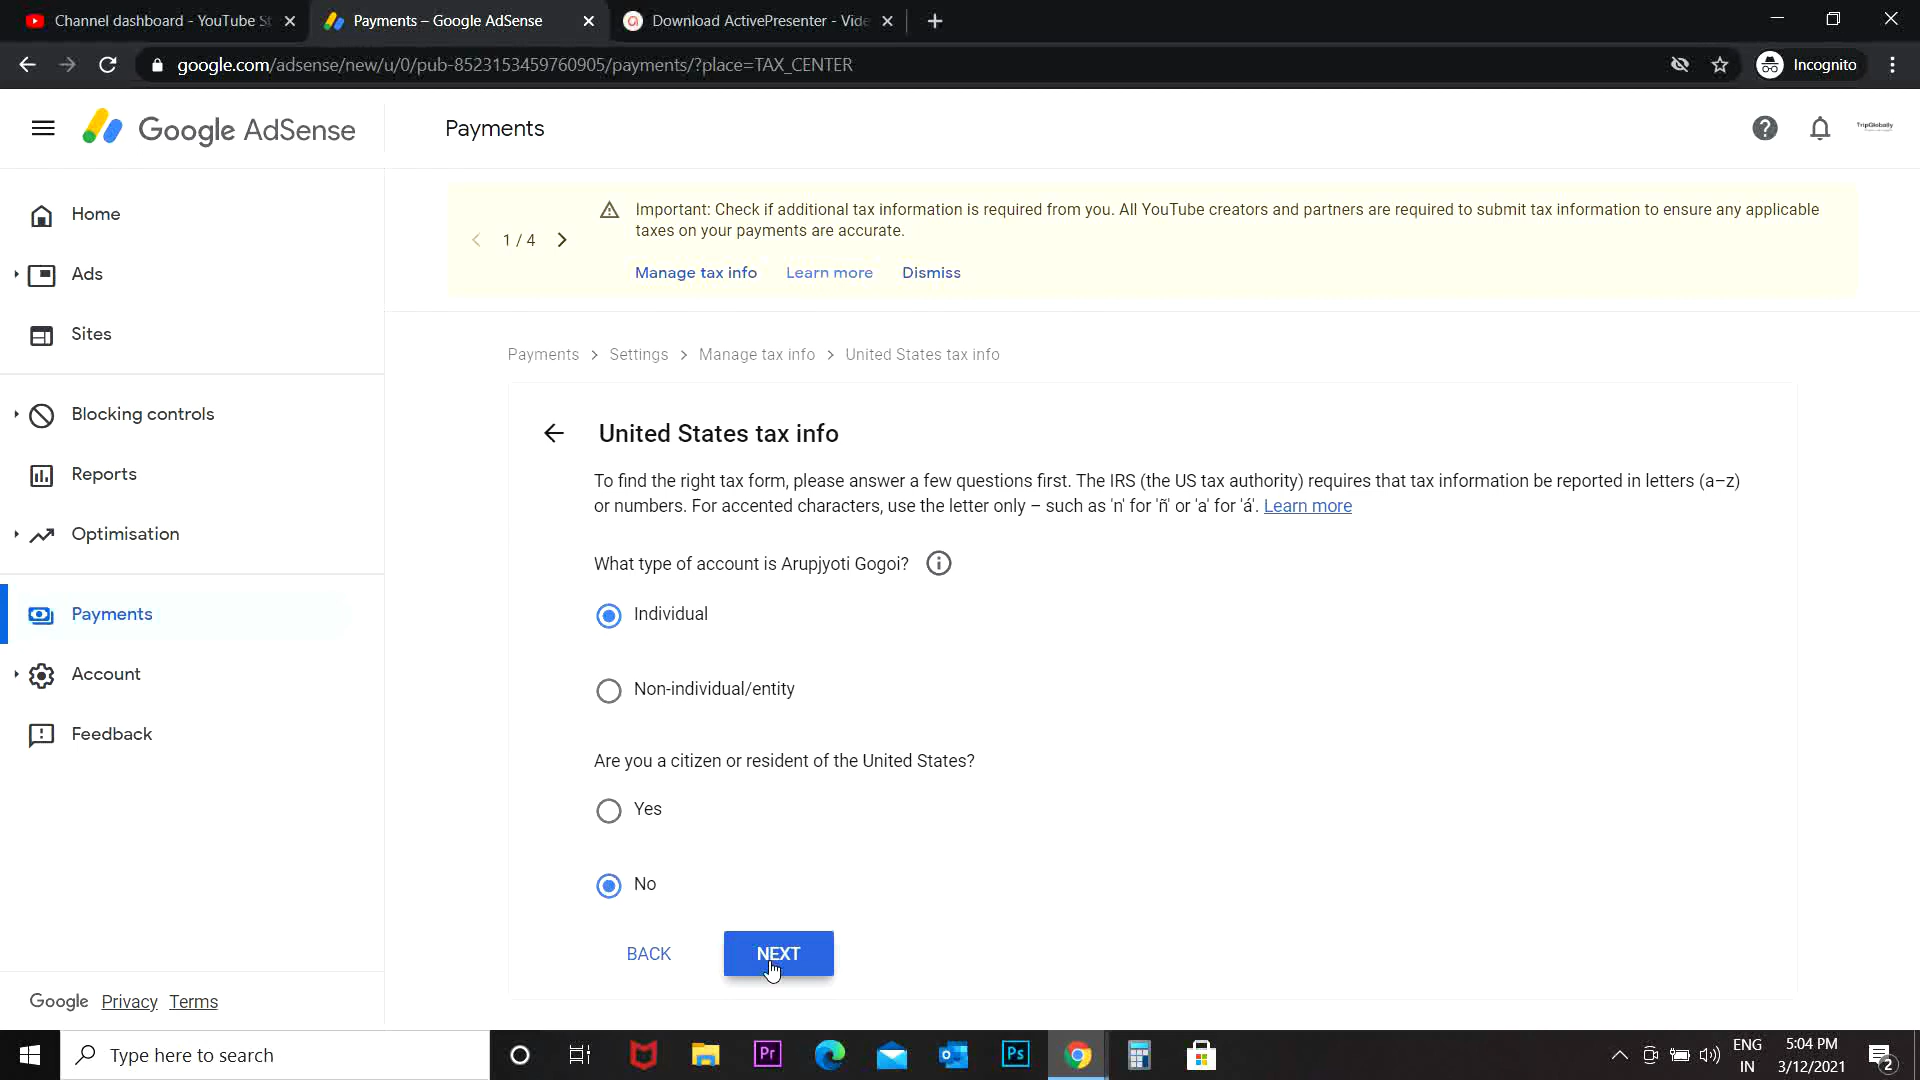 Channel dashboard - YouTube St
Payments – Google AdSense
Download ActivePresenter - Vide
google.com/adsense/new/u/0/pub-8523153459760905/payments/?place=TAX_CENTER
Incognito
Google AdSense
Payments
TripGlobally
Home
Ads
Sites
Blocking controls
Reports
Optimisation
Payments
Account
Feedback
Google Privacy Terms
1 / 4
Important: Check if additional tax information is required from you. All YouTube creators and partners are required to submit tax information to ensure any applicable
taxes on your payments are accurate.
Manage tax info Learn more Dismiss
Payments > Settings > Manage tax info > United States tax info
United States tax info
To find the right tax form, please answer a few questions first. The IRS (the US tax authority) requires that tax information be reported in letters (a–z)
or numbers. For accented characters, use the letter only – such as 'n' for 'ñ' or 'a' for 'á'. Learn more
What type of account is Arupjyoti Gogoi?
Individual
Non-individual/entity
Are you a citizen or resident of the United States?
Yes
No
BACK NEXT
Type here to search
Pr
Ps
ENG
IN
5:04 PM
3/12/2021
2